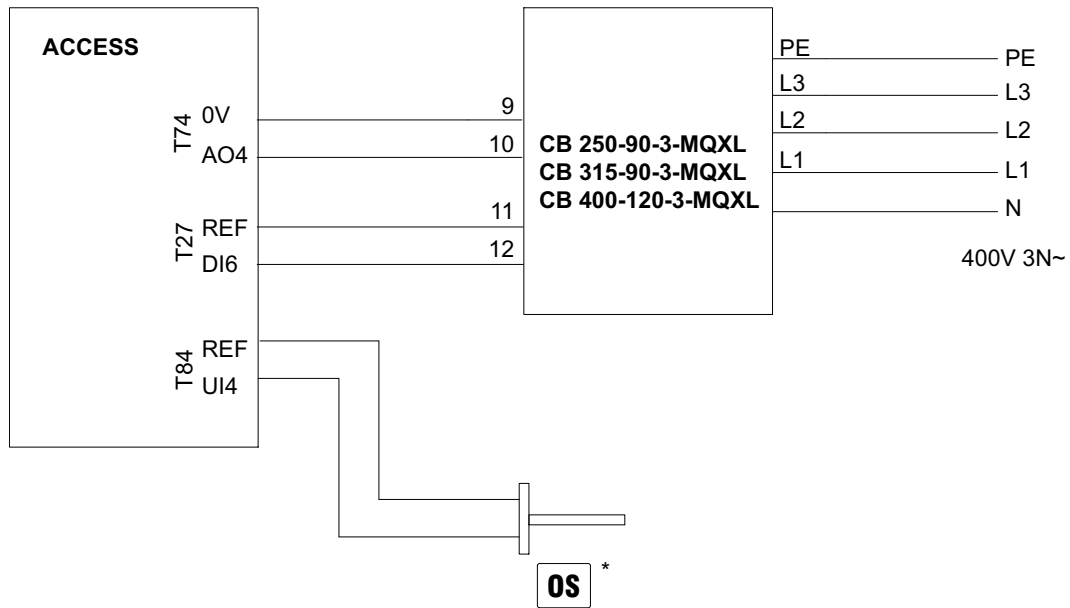 ACCESS
T74
0V
AO4
T27
REF
DI6
T84
REF
UI4
9
10
11
12
CB 250-90-3-MQXL
CB 315-90-3-MQXL
CB 400-120-3-MQXL
PE
L3
L2
L1
PE
L3
L2
L1
N
400V 3N~
OS *